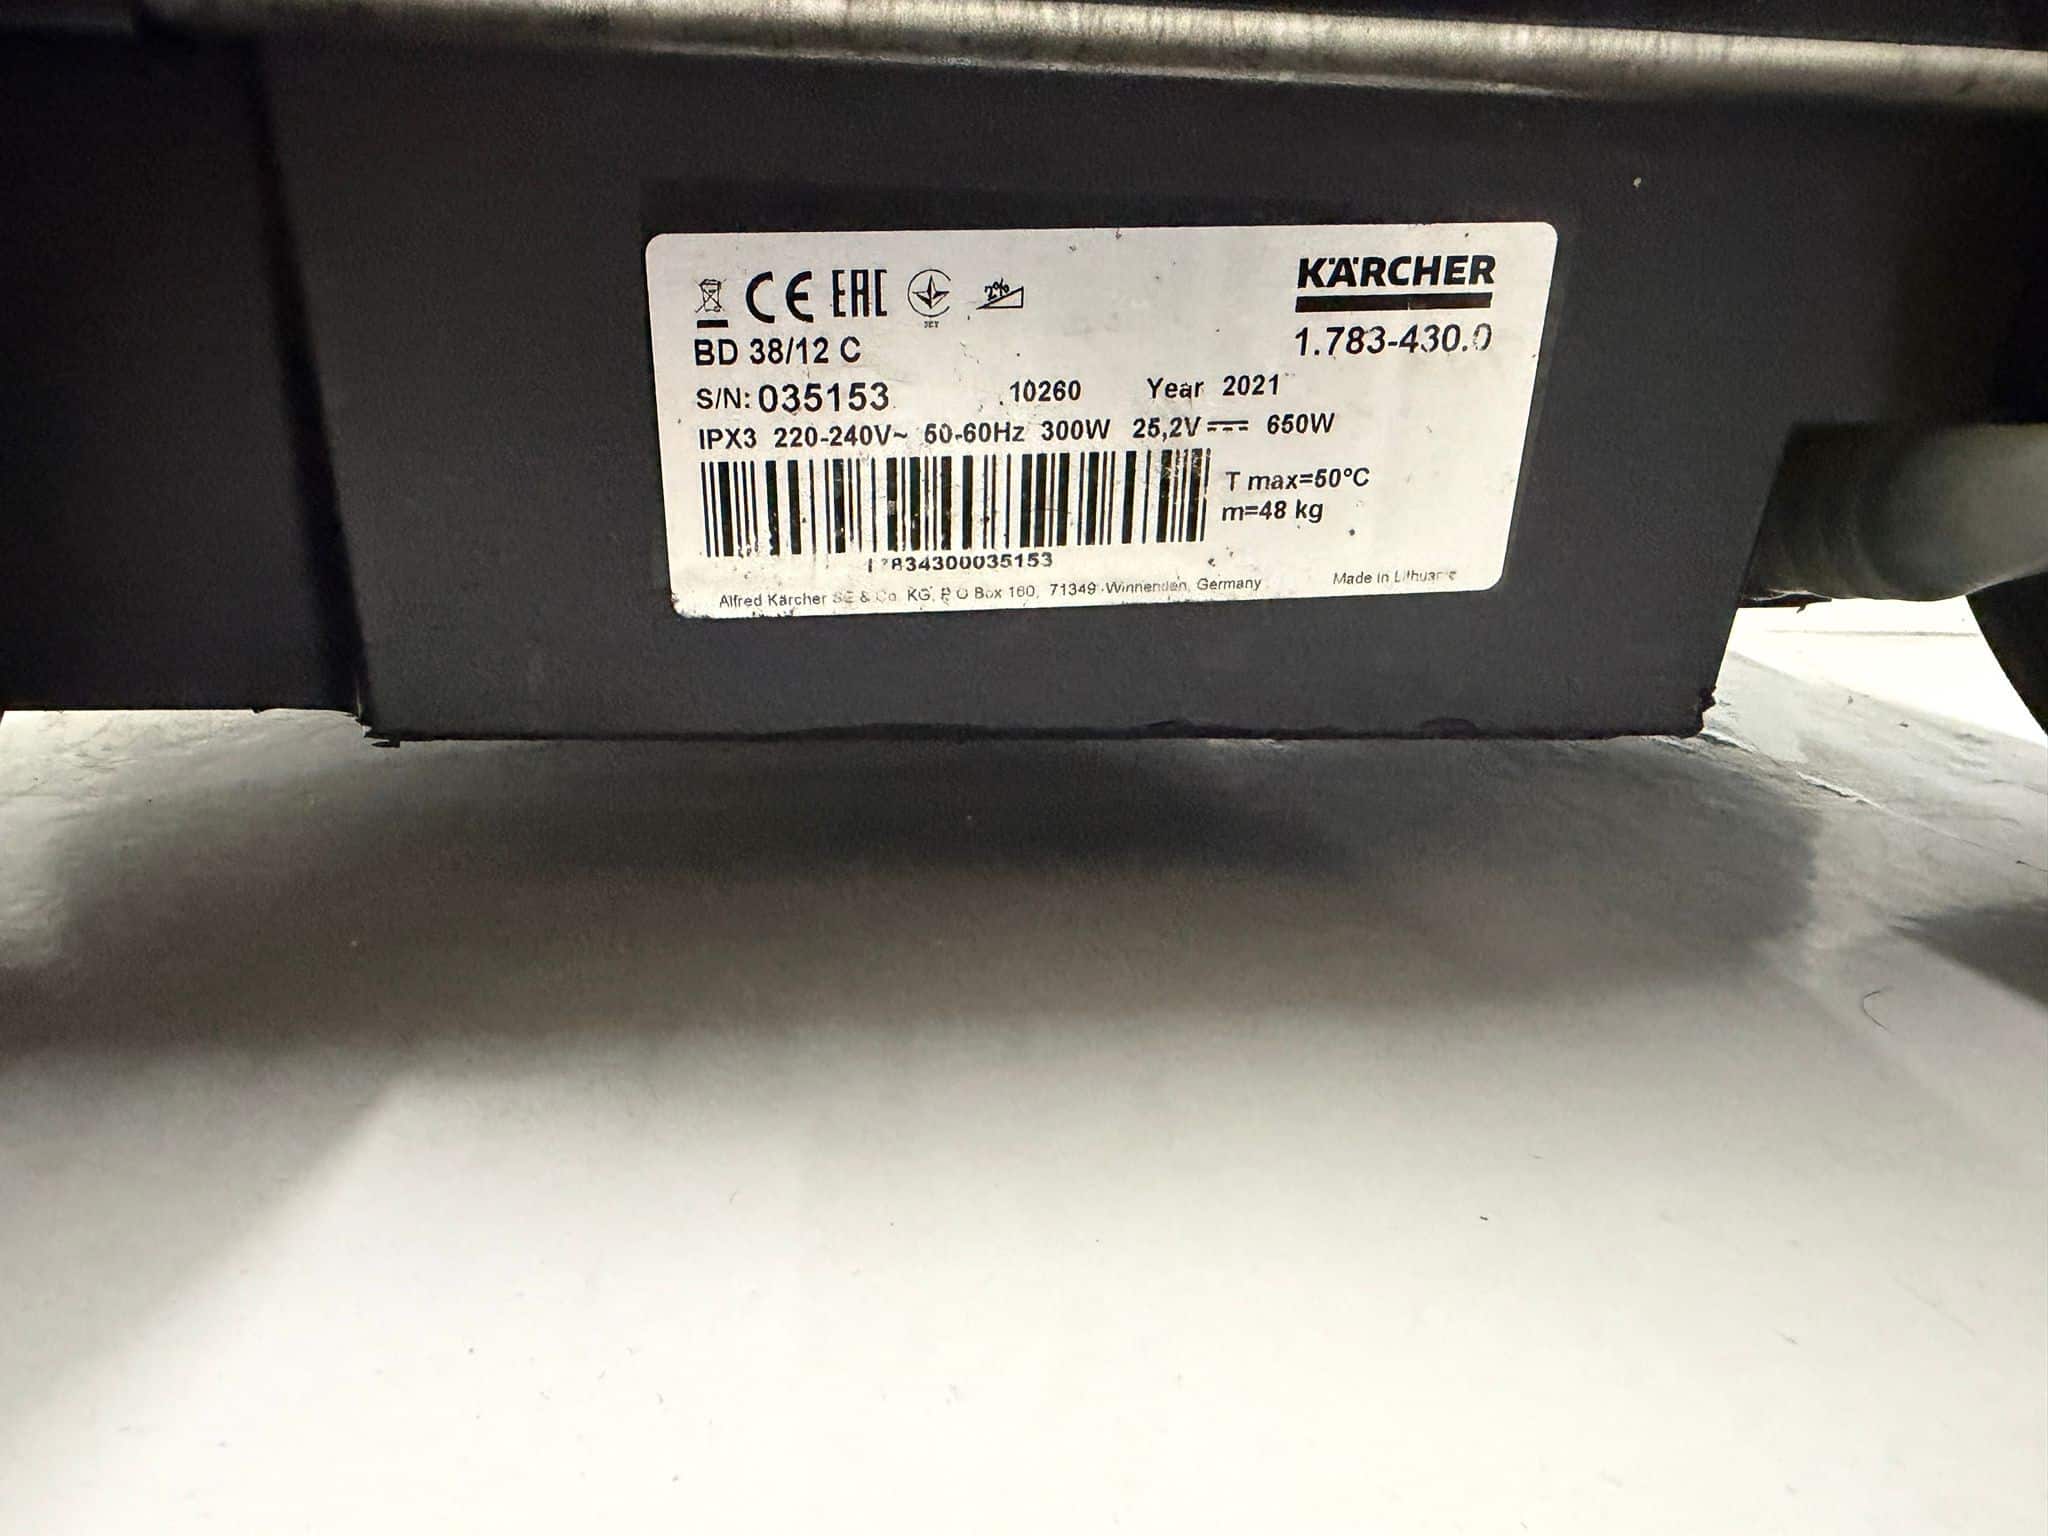 CE EAC 2% KÄRCHER
BD 38/12 C 1.783-430.0
S/N: 035153 10260 Year 2021
IPX3 220-240V~ 50-60Hz 300W 25,2V 650W
T max=50°C
m=48 kg
17834300035153
Alfred Kärcher SE & Co. KG, P O Box 160, 71349 Winnenden, Germany Made in Lithuania